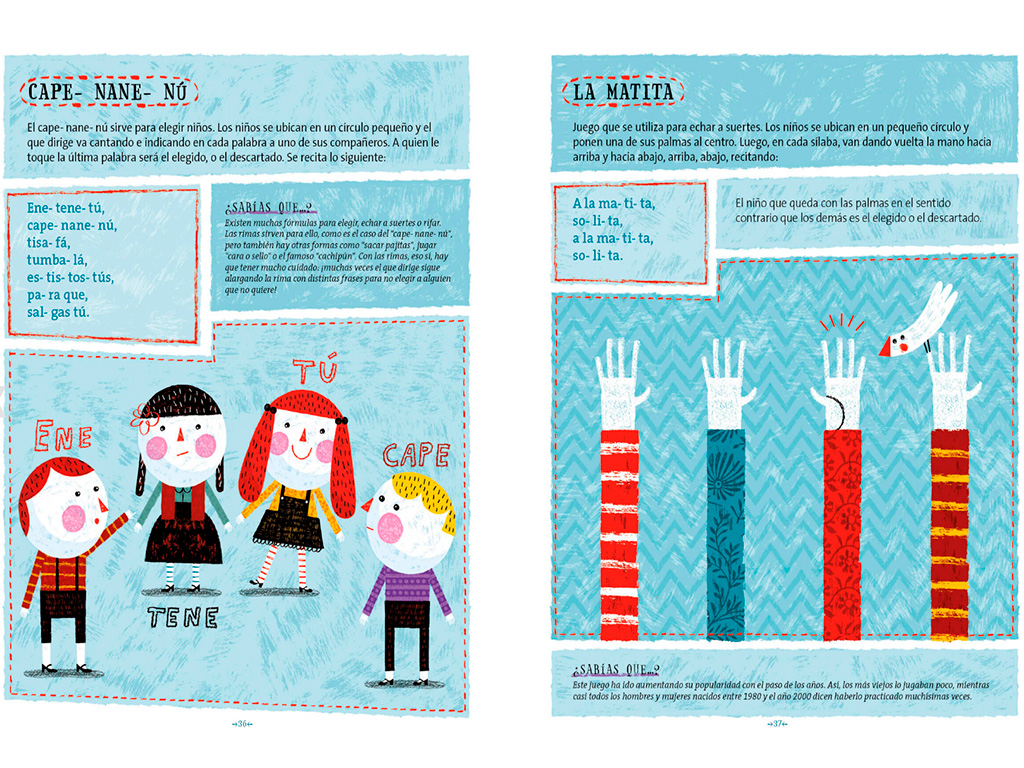 CAPE- NANE- NÚ
El cape- nane- nú sirve para elegir niños. Los niños se ubican en un circulo pequeño y el
que dirige va cantando e indicando en cada palabra a uno de sus compañeros. A quien le
toque la última palabra será el elegido, o el descartado. Se recita lo siguiente:
Ene- tene- tú,
cape- nane- nú,
tisa- fá,
tumba- lá,
es- tis- tos- tús,
pa- ra que,
sal- gas tú.
¿SABÍAS QUE...?
Existen muchas fórmulas para elegir, echar a suertes o rifar.
Las rimas sirven para ello, como es el caso del "cape- nane- nú",
pero también hay otras formas como "sacar pajitas", jugar
"cara o sello" o el famoso "cachipún". Con las rimas, eso sí, hay
que tener mucho cuidado: ¡muchas veces el que dirige sigue
alargando la rima con distintas frases para no elegir a alguien
que no quiere!
ENE
TÚ
CAPE
TENE
36
LA MATITA
Juego que se utiliza para echar a suertes. Los niños se ubican en un pequeño circulo y
ponen una de sus palmas al centro. Luego, en cada sílaba, van dando vuelta la mano hacia
arriba y hacia abajo, arriba, abajo, recitando:
A la ma- ti- ta,
so- li- ta,
a la ma- ti- ta,
so- li- ta.
El niño que queda con las palmas en el sentido
contrario que los demás es el elegido o el descartado.
¿SABÍAS QUE...?
Este juego ha ido aumentando su popularidad con el paso de los años. Así, los más viejos lo jugaban poco, mientras
casi todos los hombres y mujeres nacidos entre 1980 y el año 2000 dicen haberlo practicado muchísimas veces.
37